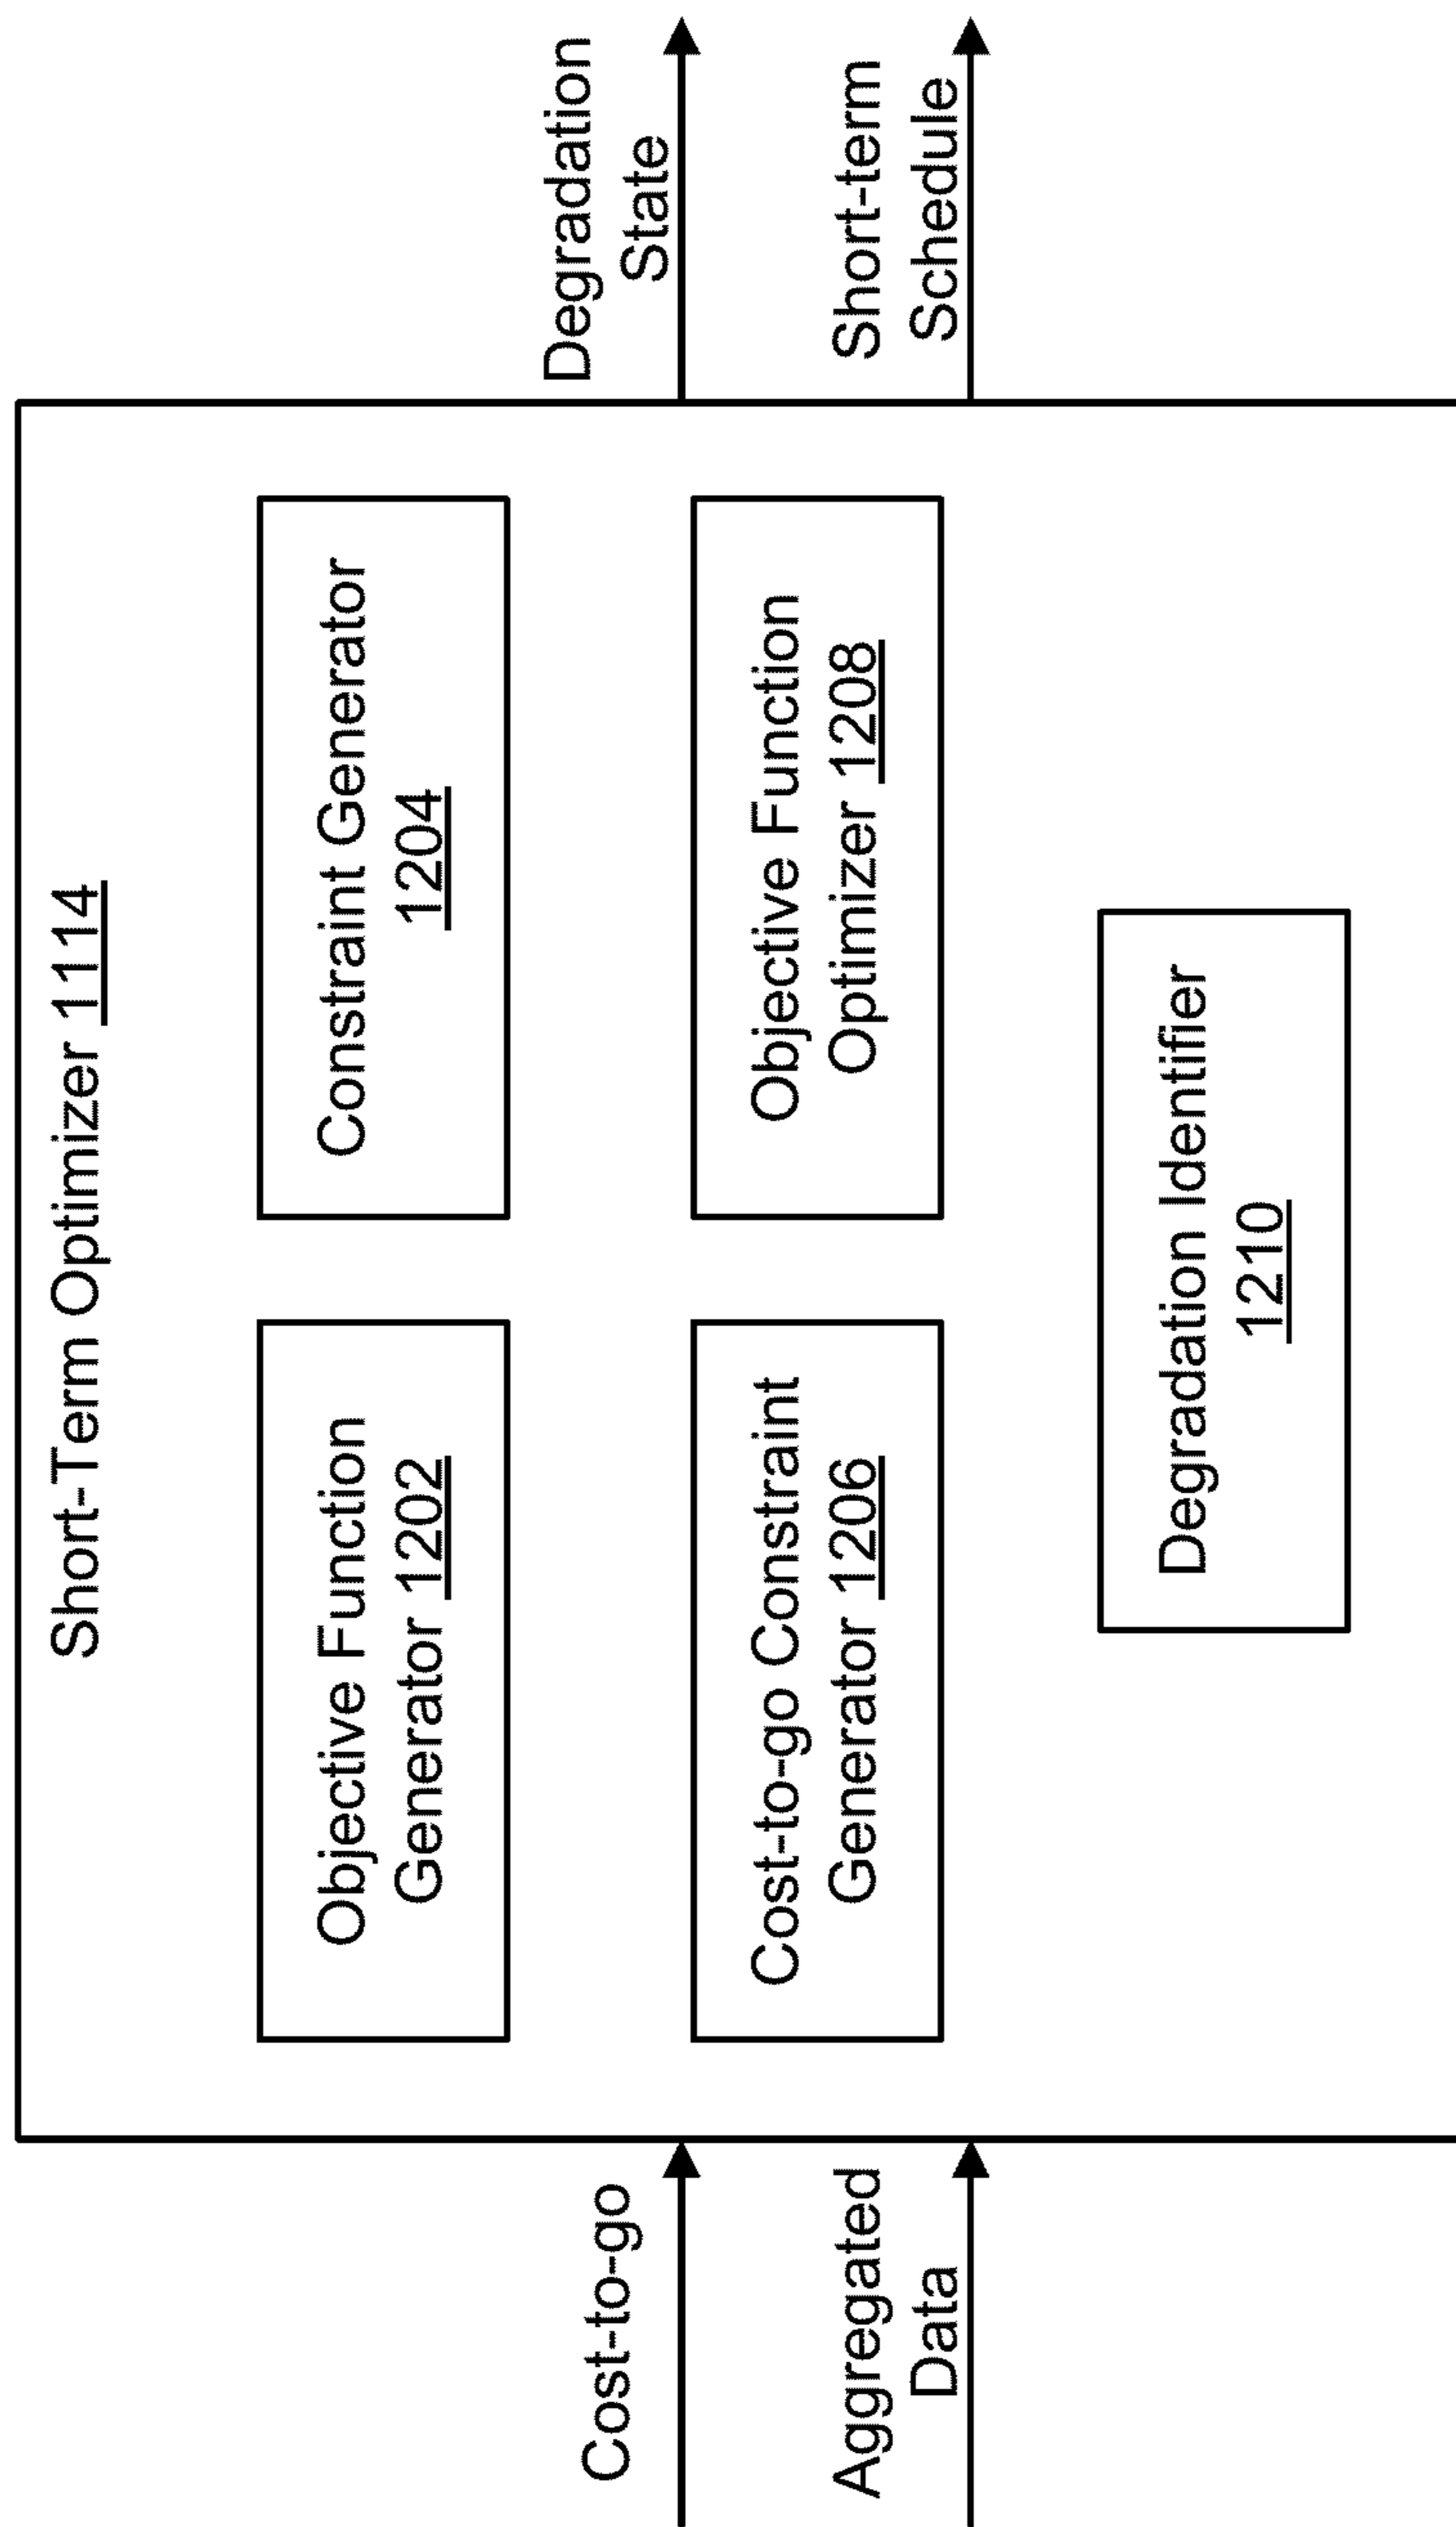 Short-Term Optimizer 1114
Objective Function
Generator 1202
Constraint Generator
1204
Cost-to-go
Cost-to-go Constraint
Generator 1206
Objective Function
Optimizer 1208
Degradation
State
Aggregated
Data
Short-term
Schedule
Degradation Identifier
1210